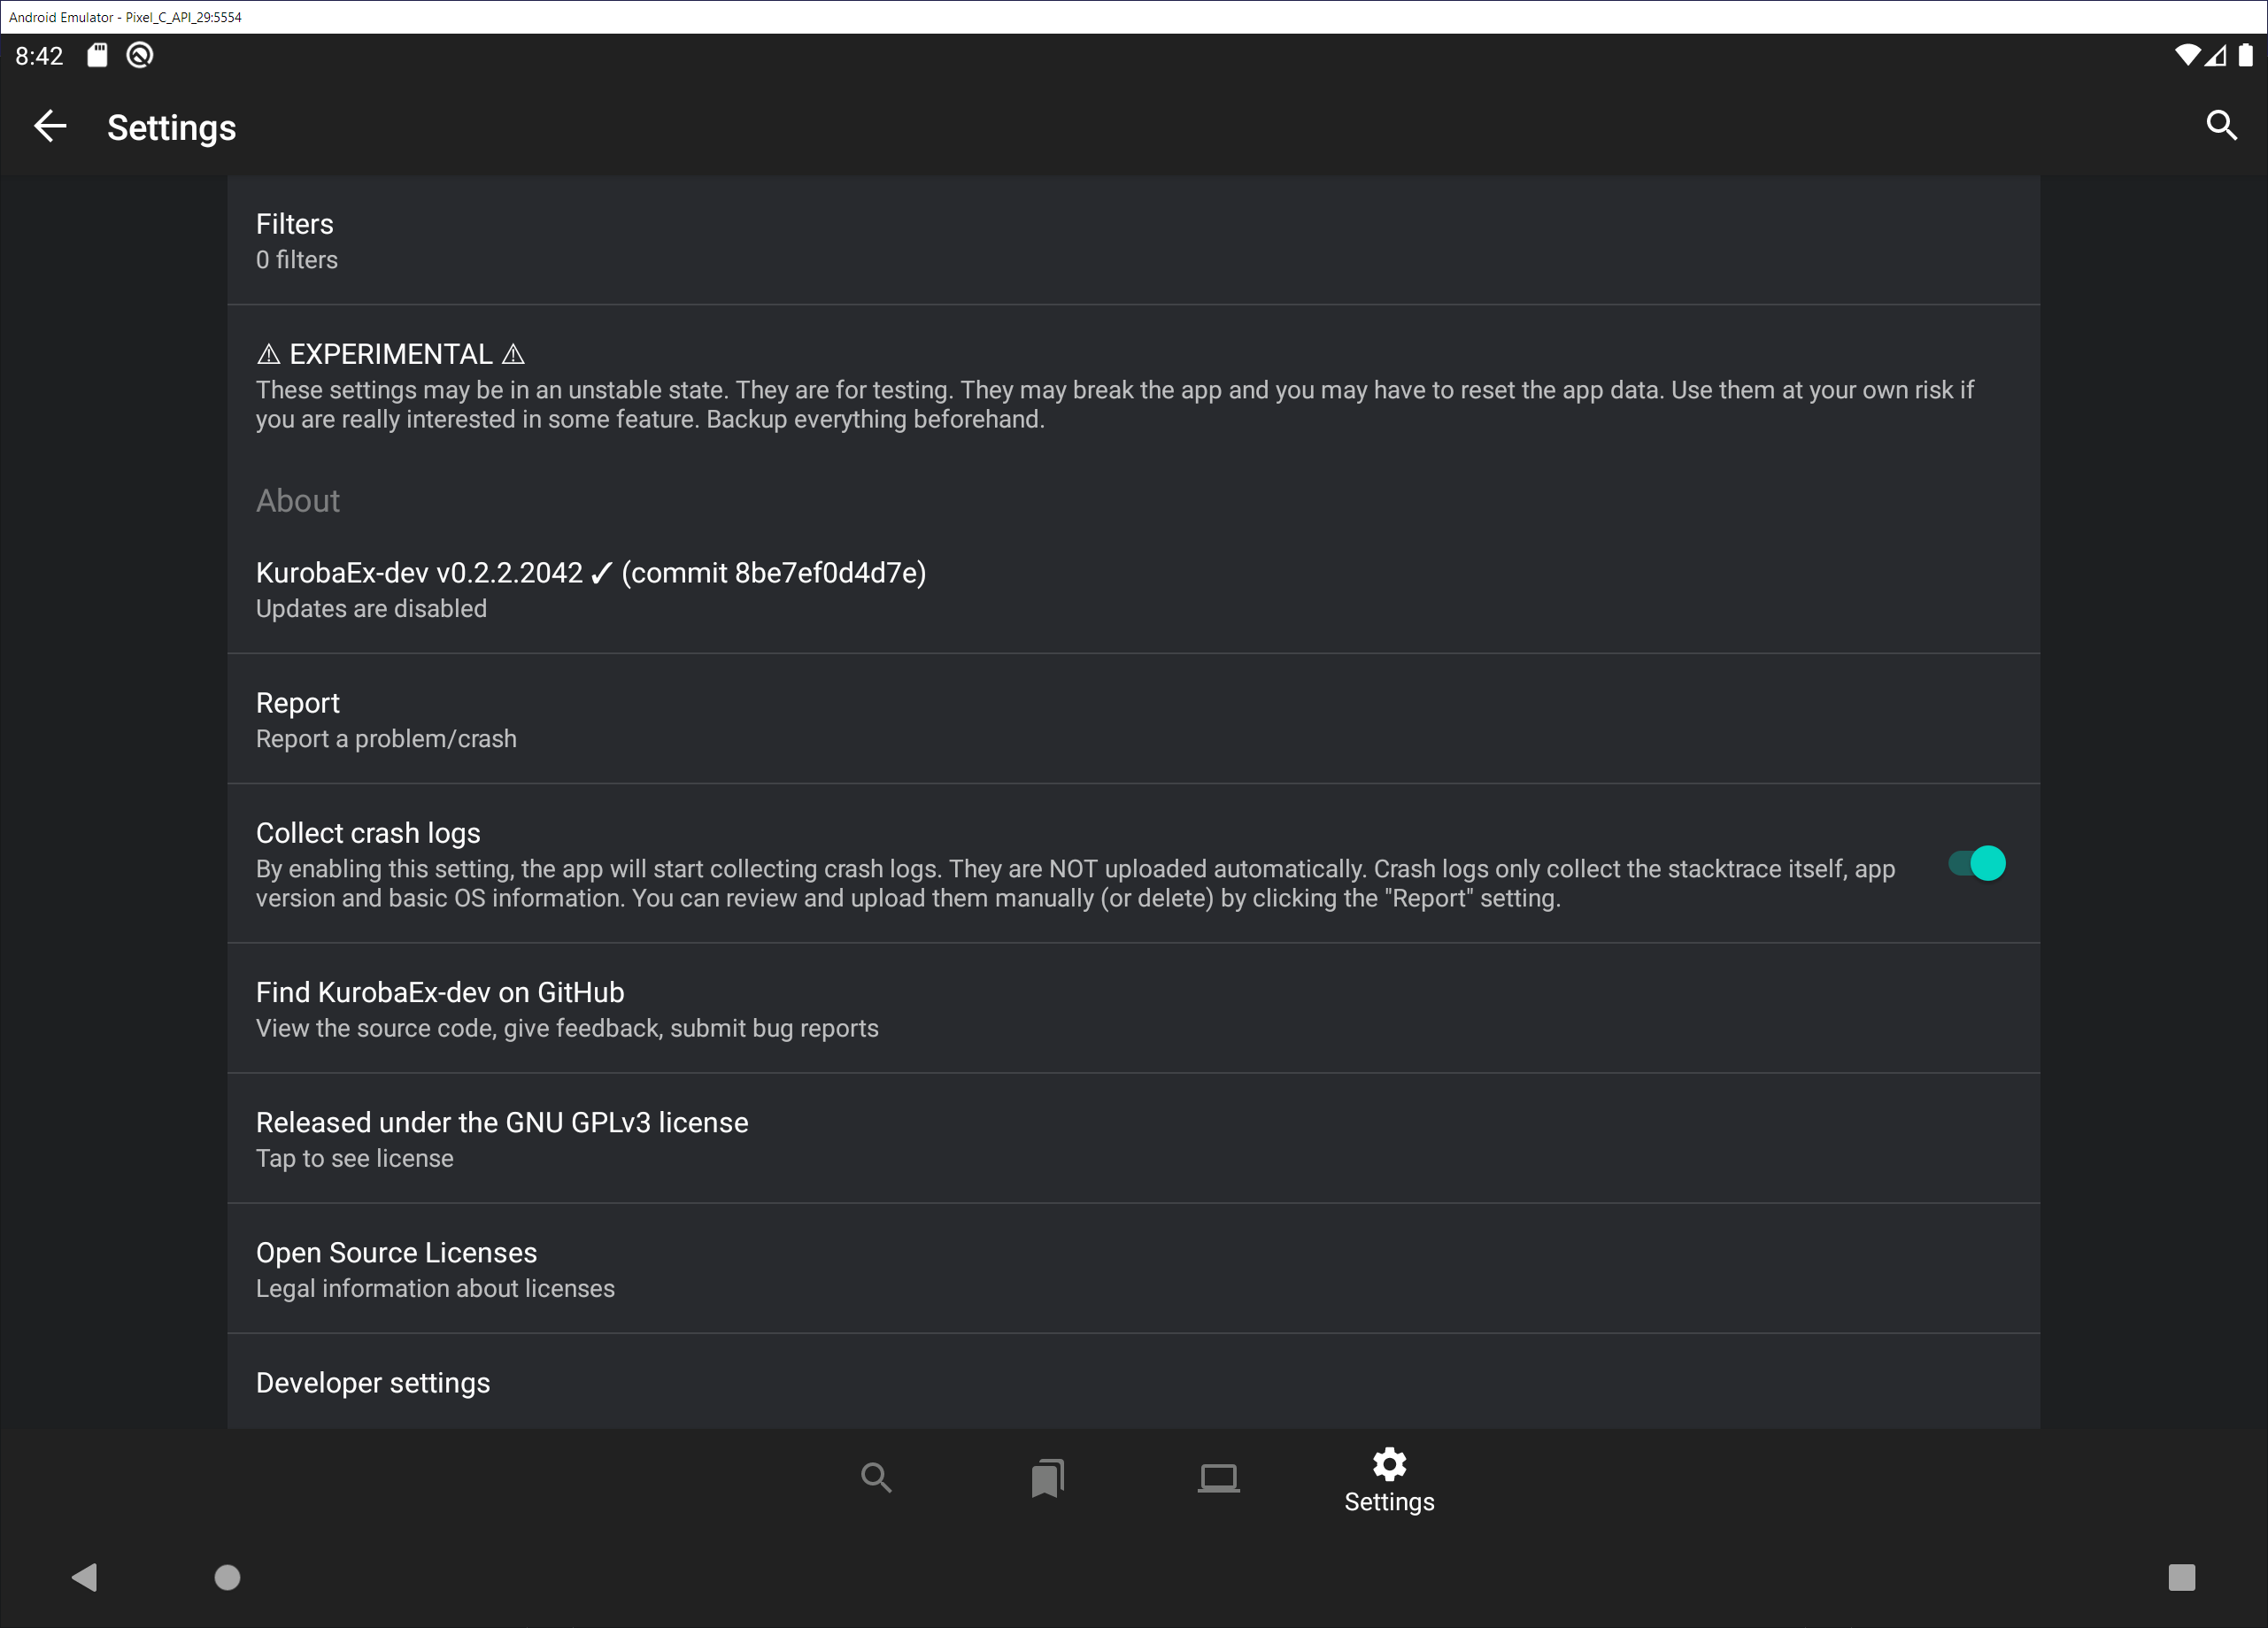 Android Emulator - Pixel_C_API_29:5554
8:42
Settings
Filters
0 filters
⚠ EXPERIMENTAL ⚠
These settings may be in an unstable state. They are for testing. They may break the app and you may have to reset the app data. Use them at your own risk if
you are really interested in some feature. Backup everything beforehand.
About
KurobaEx-dev v0.2.2.2042 ✓ (commit 8be7ef0d4d7e)
Updates are disabled
Report
Report a problem/crash
Collect crash logs
By enabling this setting, the app will start collecting crash logs. They are NOT uploaded automatically. Crash logs only collect the stacktrace itself, app
version and basic OS information. You can review and upload them manually (or delete) by clicking the "Report" setting.
Find KurobaEx-dev on GitHub
View the source code, give feedback, submit bug reports
Released under the GNU GPLv3 license
Tap to see license
Open Source Licenses
Legal information about licenses
Developer settings
Settings